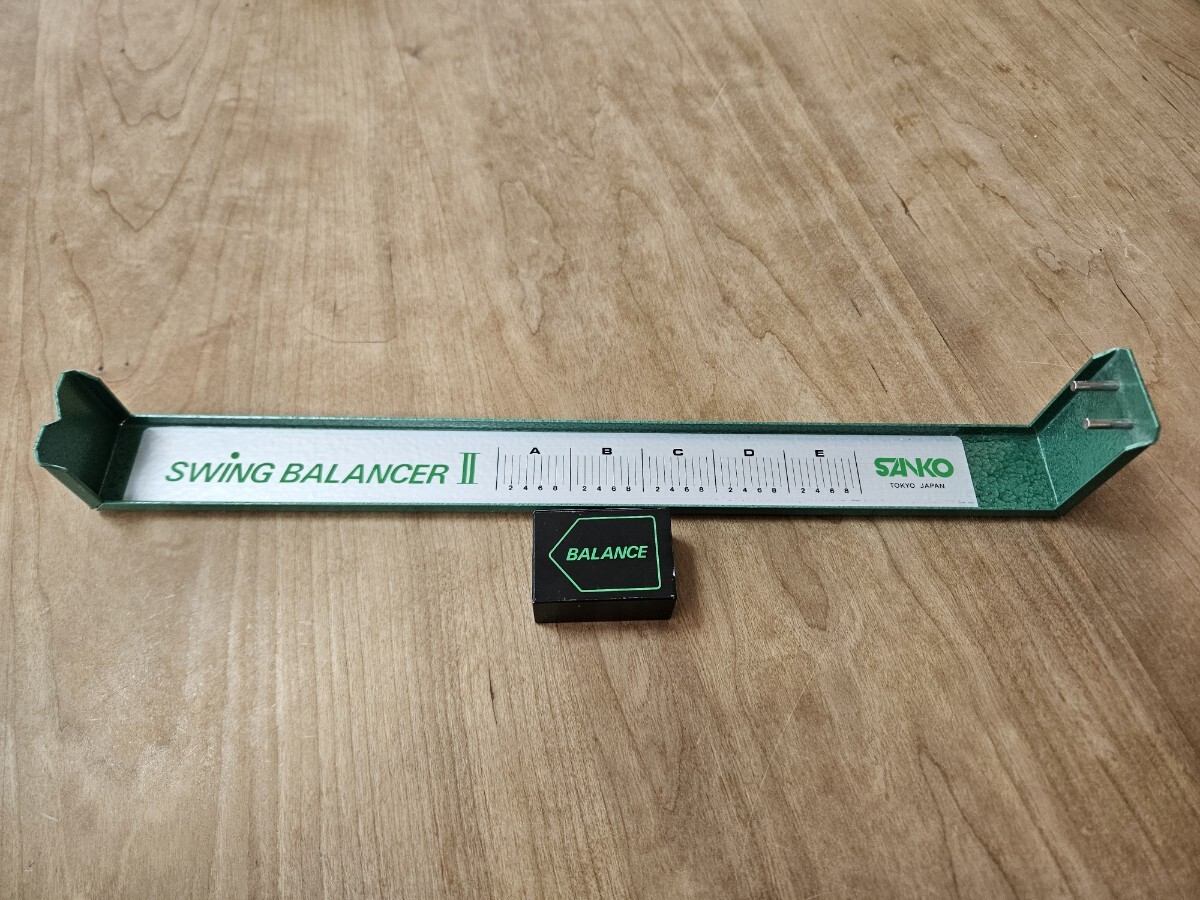 SWiNG BALANCER II
A B C D E
2 4 6 8 2 4 6 8 2 4 6 8 2 4 6 8 2 4 6 8
SANKO
TOKYO JAPAN
BALANCE